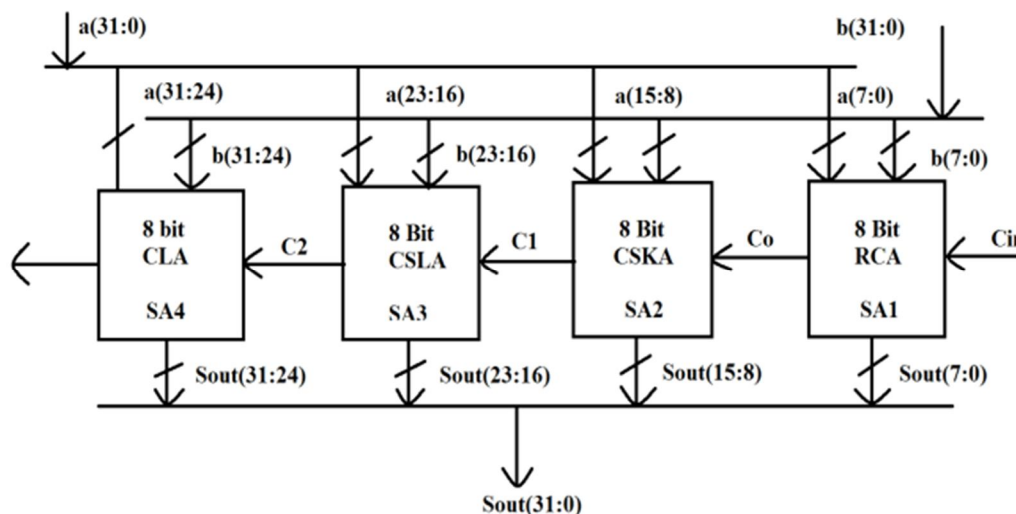 a(31:0)
b(31:0)
a(31:24)
a(23:16)
a(15:8)
a(7:0)
b(31:24)
b(23:16)
b(7:0)
8 bit
CLA
SA4
C2
8 Bit
CSLA
SA3
C1
8 Bit
CSKA
SA2
Co
8 Bit
RCA
SA1
Sout(31:24)
Sout(23:16)
Sout(15:8)
Sout(7:0)
Sout(31:0)